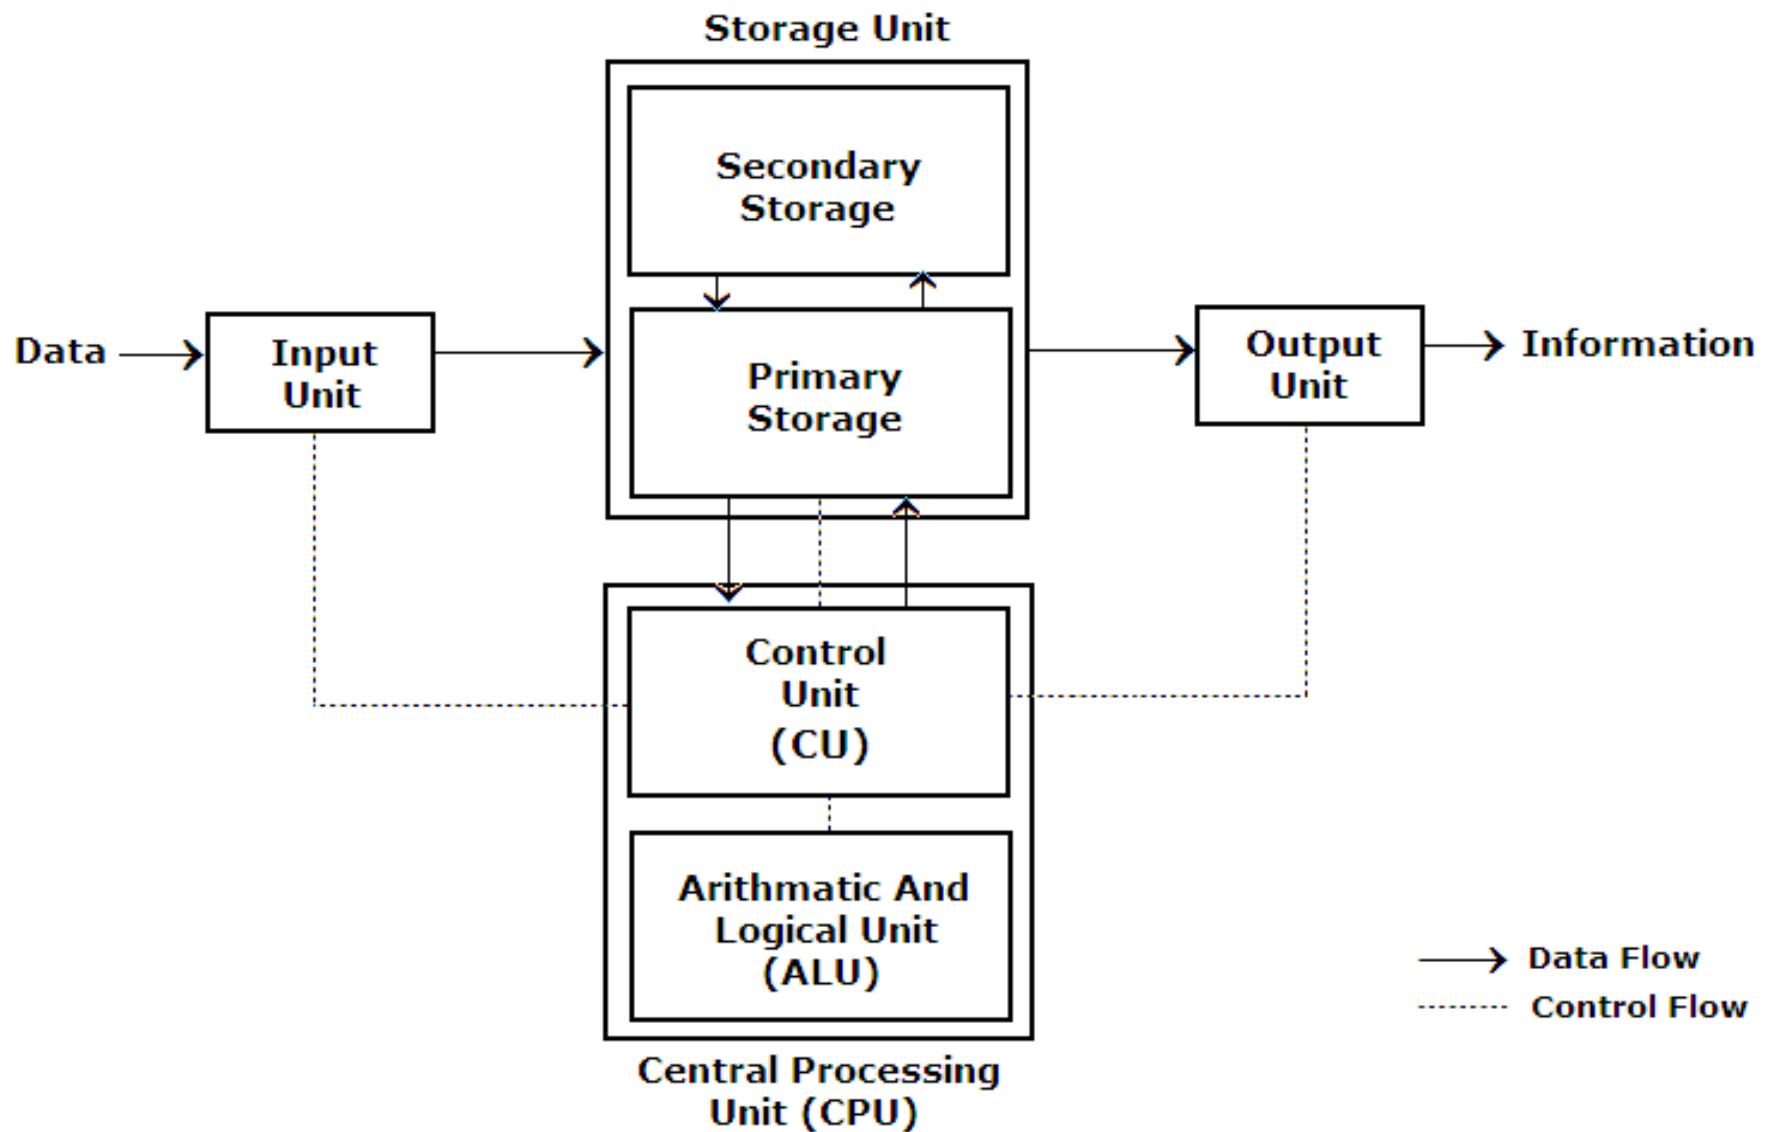 Storage Unit
Secondary
Storage
Data
Input
Unit
Primary
Storage
Output
Unit
Information
Control
Unit
(CU)
Arithmatic And
Logical Unit
(ALU)
Data Flow
Control Flow
Central Processing
Unit (CPU)